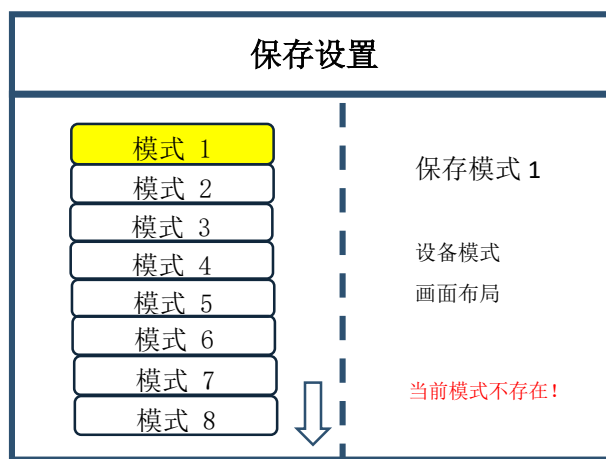 保存设置
模式 1
模式 2
模式 3
模式 4
模式 5
模式 6
模式 7
模式 8
保存模式 1
设备模式
画面布局
当前模式不存在！